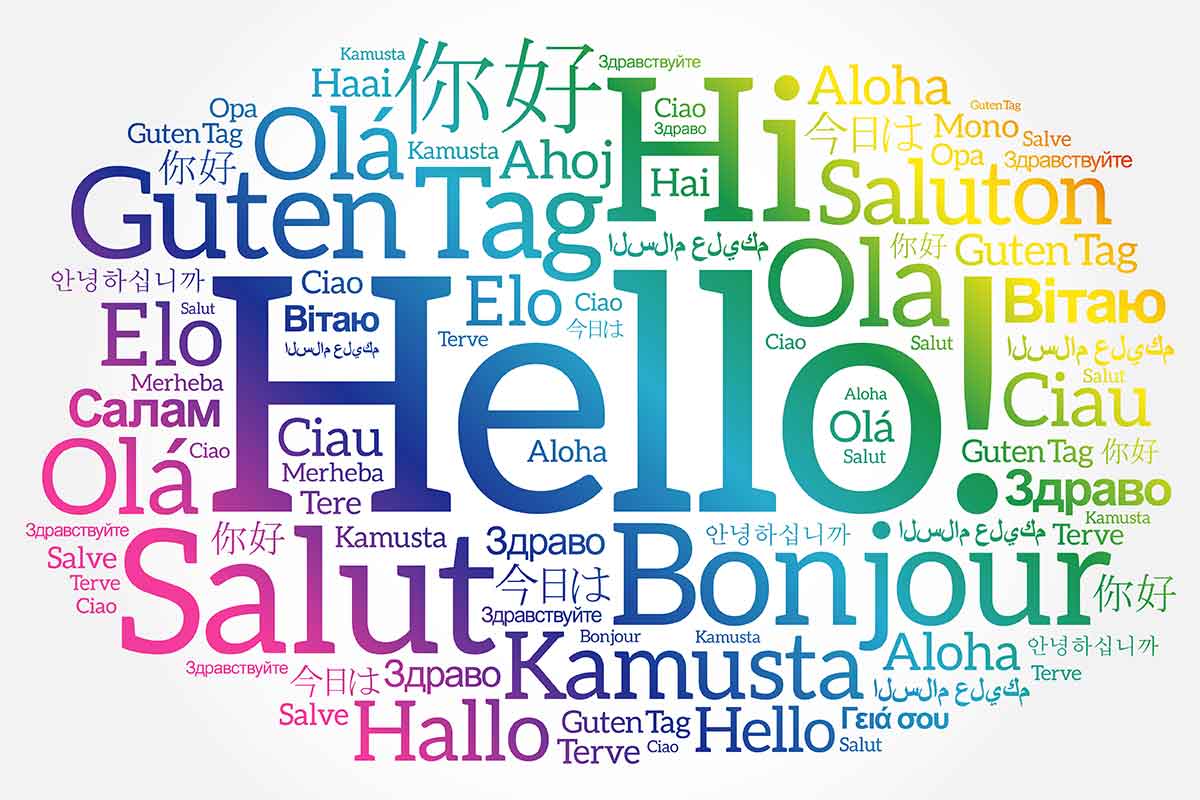 Kamusta
Haai
你好
Здравствуйте
Hi
Ciao
Здраво
Hai
Aloha
Guten Tag
Opa
Guten Tag
你好
Olá
Kamusta
Ahoj
今日は
Mono
Salve
Opa
Здравствуйте
Guten Tag
Saluton
السلام عليكم
你好
Guten Tag
안녕하십니까
Ciao
Elo
Ciao
Ola
Вітаю
Elo
Salut
Вітаю
السلام عليكم
Terve
今日は
Ciao
Salut
السلام عليكم
Hello!
Merheba
Салам
Salut
Ciau
Aloha
Olá
Salut
Olá
Ciao
Ciau
Merheba
Tere
Aloha
Guten Tag
你好
Здраво
Kamusta
Здравствуйте
Salve
Terve
Ciao
Salut
你好
Kamusta
Здраво
今日は
Здравствуйте
Bonjour
안녕하십니까
السلام عليكم
Terve
你好
Здравствуйте
今日は
Здраво
Kamusta
Bonjour
Kamusta
Aloha
안녕하십니까
السلام عليكم
Terve
Salve
Hallo
Guten Tag
Terve
Ciao
Hello
Γειά σου
Salut